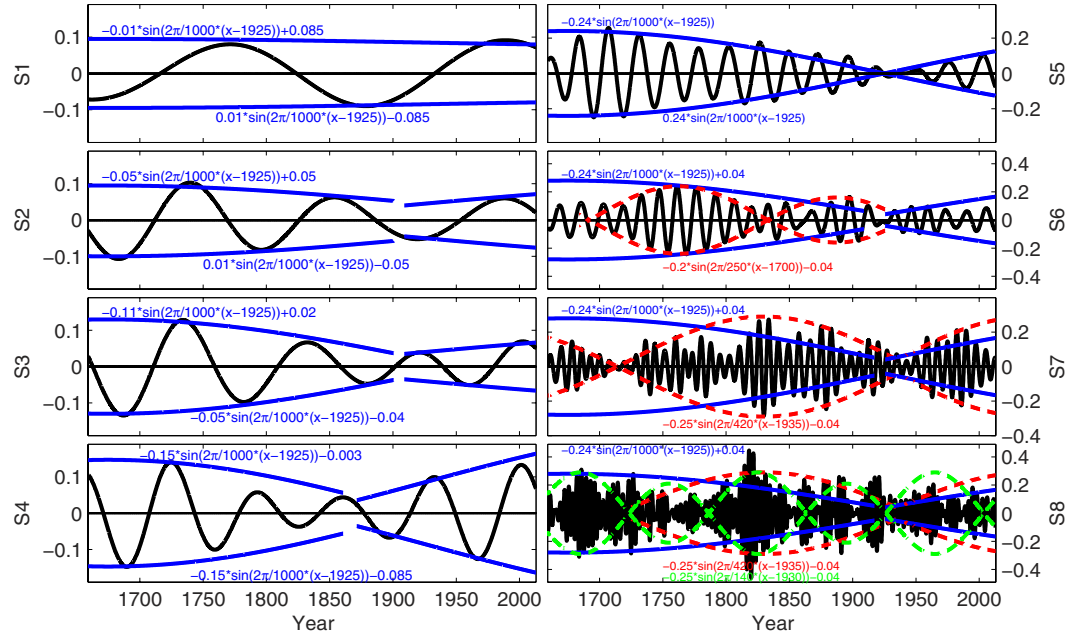 −0.01*sin(2π/1000*(x−1925))+0.085
0.1
0
−0.1
S1
0.01*sin(2π/1000*(x−1925))−0.085
−0.24*sin(2π/1000*(x−1925))
0.2
0
−0.2
S5
0.24*sin(2π/1000*(x−1925)
−0.05*sin(2π/1000*(x−1925))+0.05
0.1
0
−0.1
S2
0.01*sin(2π/1000*(x−1925))−0.05
−0.24*sin(2π/1000*(x−1925))+0.04
0.4
0.2
0
−0.2
−0.4
S6
−0.2*sin(2π/250*(x−1700))−0.04
−0.11*sin(2π/1000*(x−1925))+0.02
0.1
0
−0.1
S3
−0.05*sin(2π/1000*(x−1925))−0.04
−0.24*sin(2π/1000*(x−1925))+0.04
0.2
0
−0.2
−0.4
S7
−0.25*sin(2π/420*(x−1935))−0.04
−0.15*sin(2π/1000*(x−1925))−0.003
0.1
0
−0.1
S4
−0.15*sin(2π/1000*(x−1925))−0.085
−0.24*sin(2π/1000*(x−1925))+0.04
0.4
0.2
0
−0.2
−0.4
S8
−0.25*sin(2π/420*(x−1935))−0.04
−0.25*sin(2π/140*(x−1930))−0.04
1700 1750 1800 1850 1900 1950 2000
Year
1700 1750 1800 1850 1900 1950 2000
Year